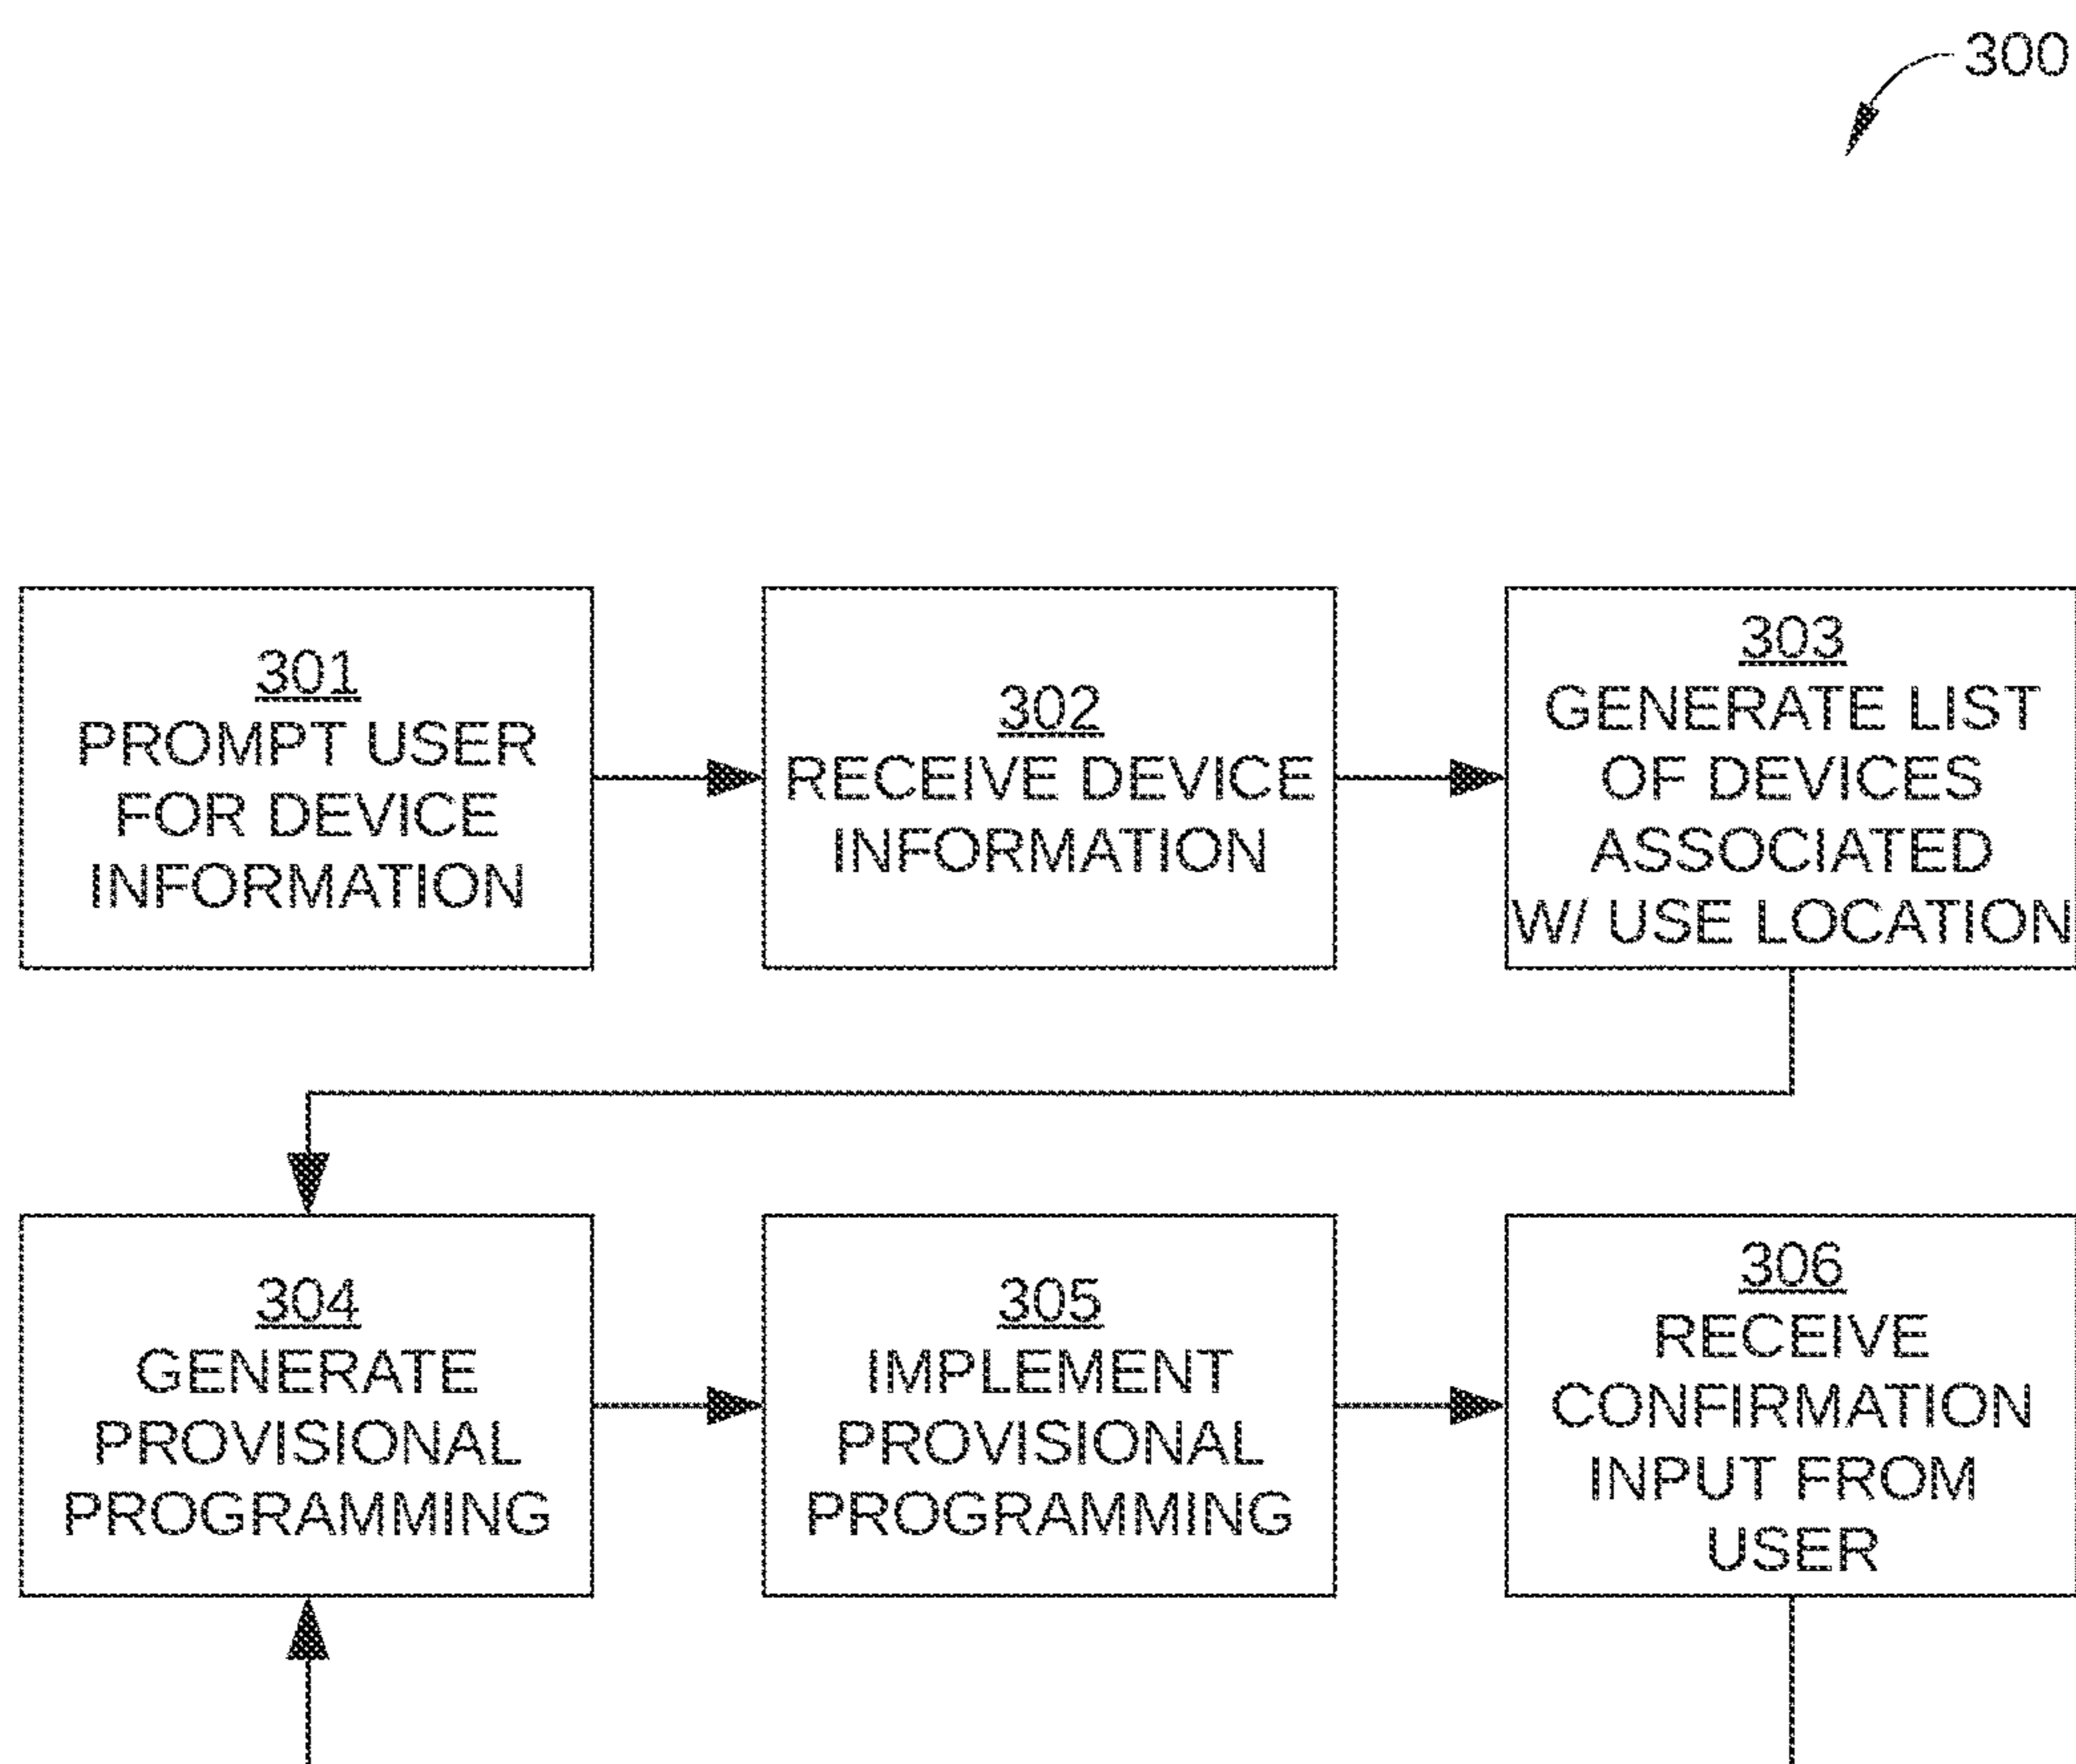 300
301
PROMPT USER
FOR DEVICE
INFORMATION
302
RECEIVE DEVICE
INFORMATION
303
GENERATE LIST
OF DEVICES
ASSOCIATED
W/ USE LOCATION
304
GENERATE
PROVISIONAL
PROGRAMMING
305
IMPLEMENT
PROVISIONAL
PROGRAMMING
306
RECEIVE
CONFIRMATION
INPUT FROM
USER